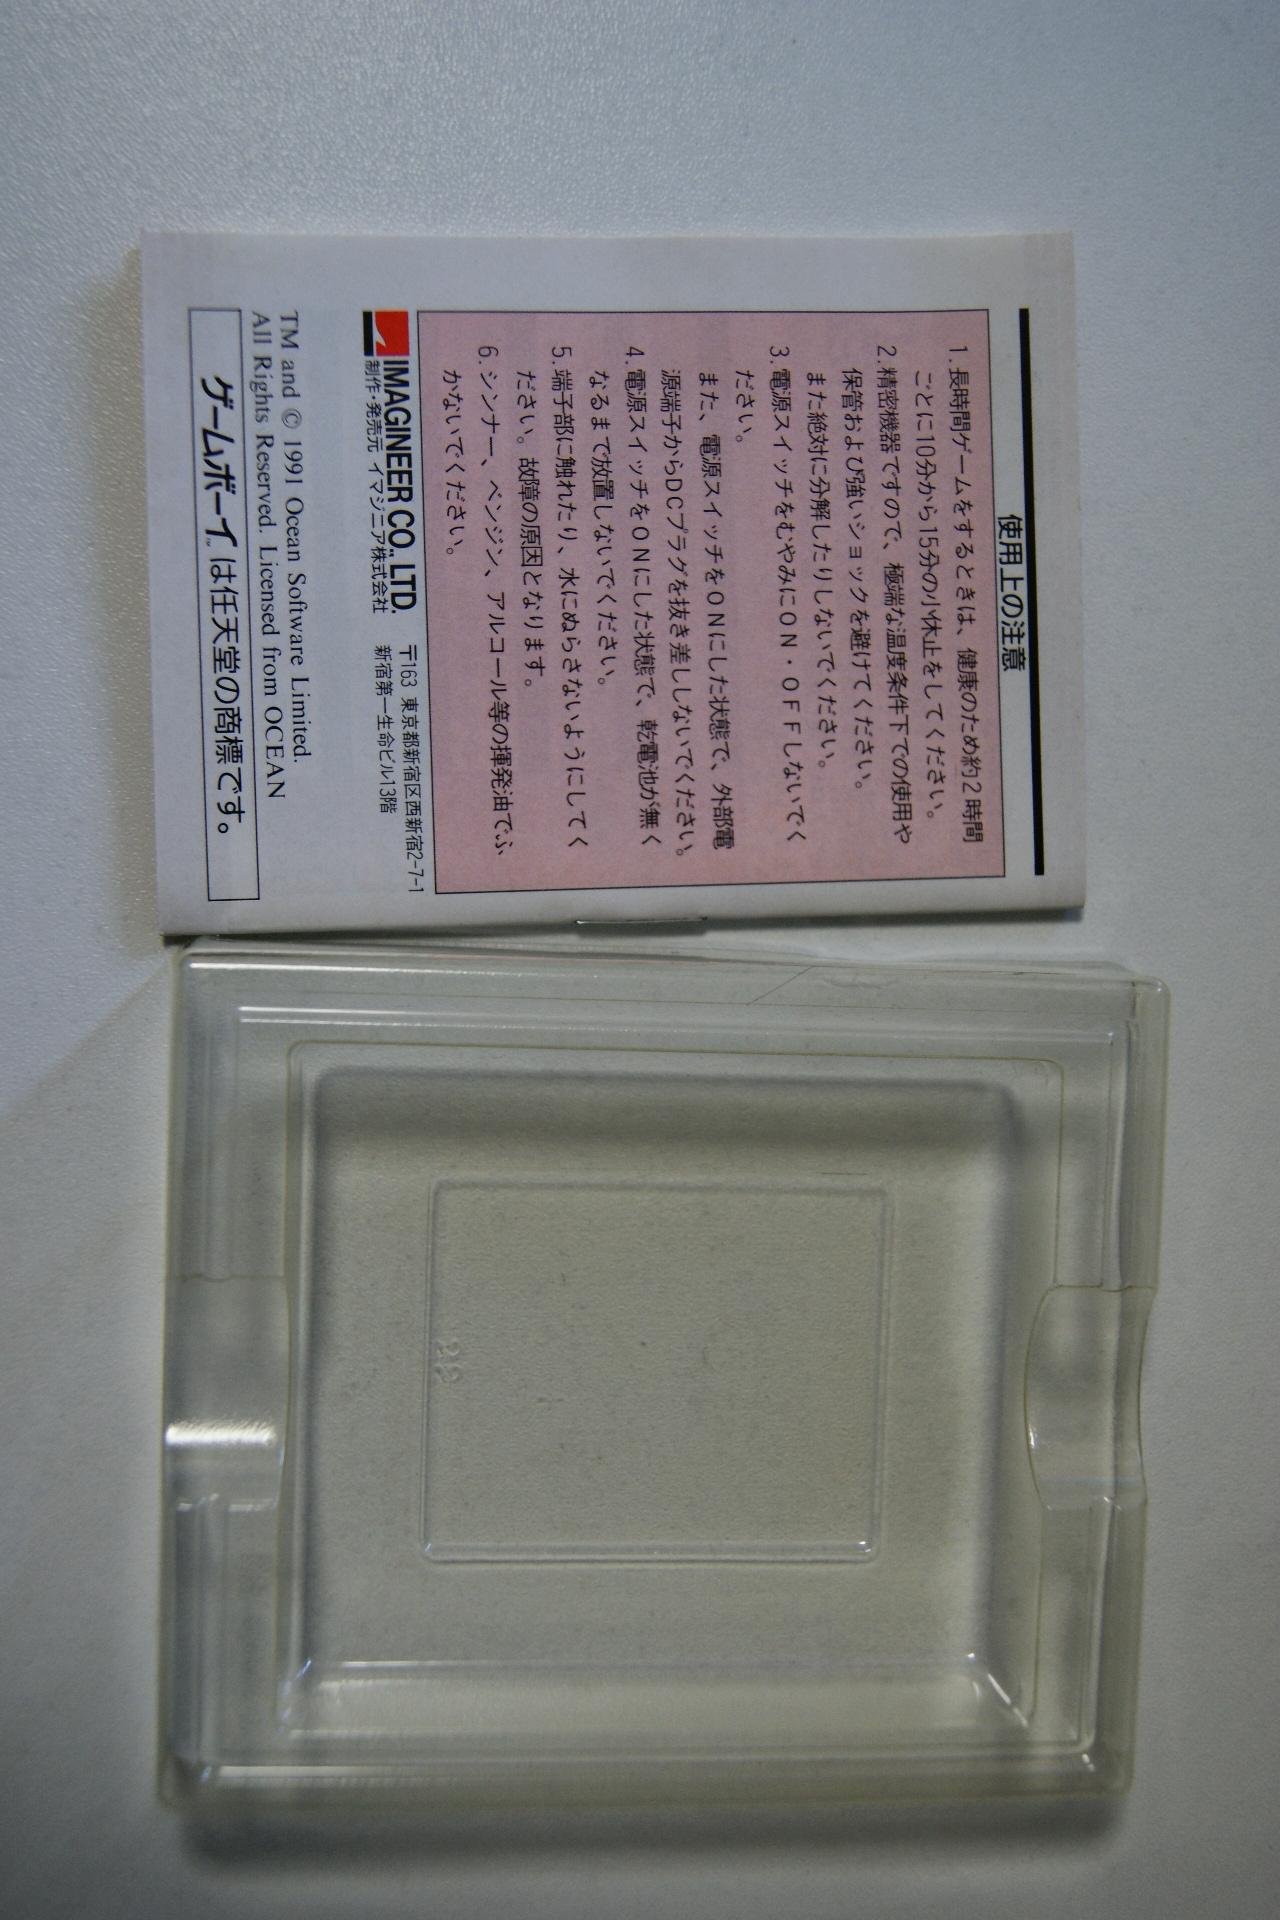 使用上の注意
1.長時間ゲームをするときは、健康のため約2時間
ごとに10分から15分の小休止をしてください。
2.精密機器ですので、極端な温度条件下での使用や
保管および強いショックを避けてください。
また絶対に分解したりしないでください。
3.電源スイッチをむやみにON・OFFしないでく
ださい。
また、電源スイッチをONにした状態で、外部電
源端子からDCプラグを抜き差ししないでください。
4.電源スイッチをONにした状態で、乾電池が無く
なるまで放置しないでください。
5.端子部に触れたり、水にぬらさないようにしてく
ださい。故障の原因となります。
6.シンナー、ベンジン、アルコール等の揮発油でふ
かないでください。
IMAGINEER CO., LTD.
制作・発売元 イマジニア株式会社
〒163 東京都新宿区西新宿2-7-1
新宿第一生命ビル13階
TM and © 1991 Ocean Software Limited.
All Rights Reserved. Licensed from OCEAN
ゲームボーイ™は任天堂の商標です。
22